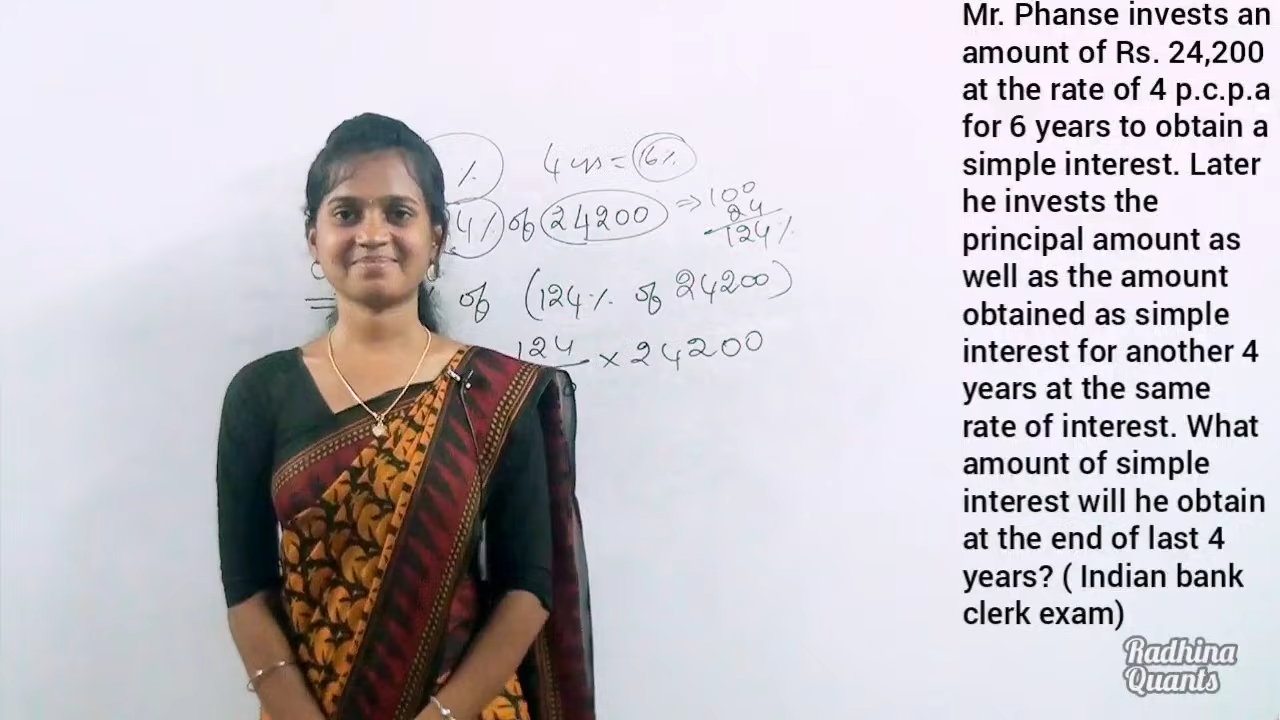 % 4 yrs = 16%
4% of 24200 ⇒ 100
24
124%
= of (124% of 24200)
124 × 24200
Mr. Phanse invests an
amount of Rs. 24,200
at the rate of 4 p.c.p.a
for 6 years to obtain a
simple interest. Later
he invests the
principal amount as
well as the amount
obtained as simple
interest for another 4
years at the same
rate of interest. What
amount of simple
interest will he obtain
at the end of last 4
years? ( Indian bank
clerk exam)
Radhina
Quants